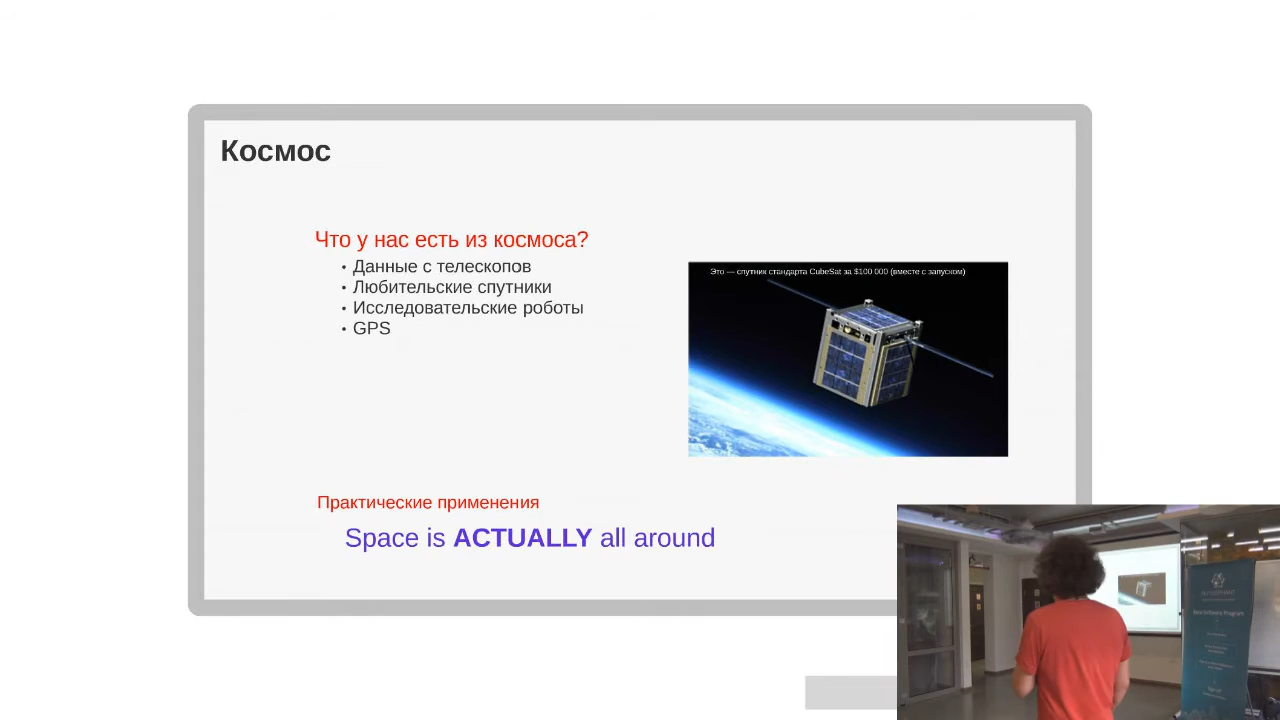 Космос
Что у нас есть из космоса?
• Данные с телескопов
• Любительские спутники
• Исследовательские роботы
• GPS
Это — спутник стандарта CubeSat за $100 000 (вместе с запуском)
Практические применения
Space is ACTUALLY all around